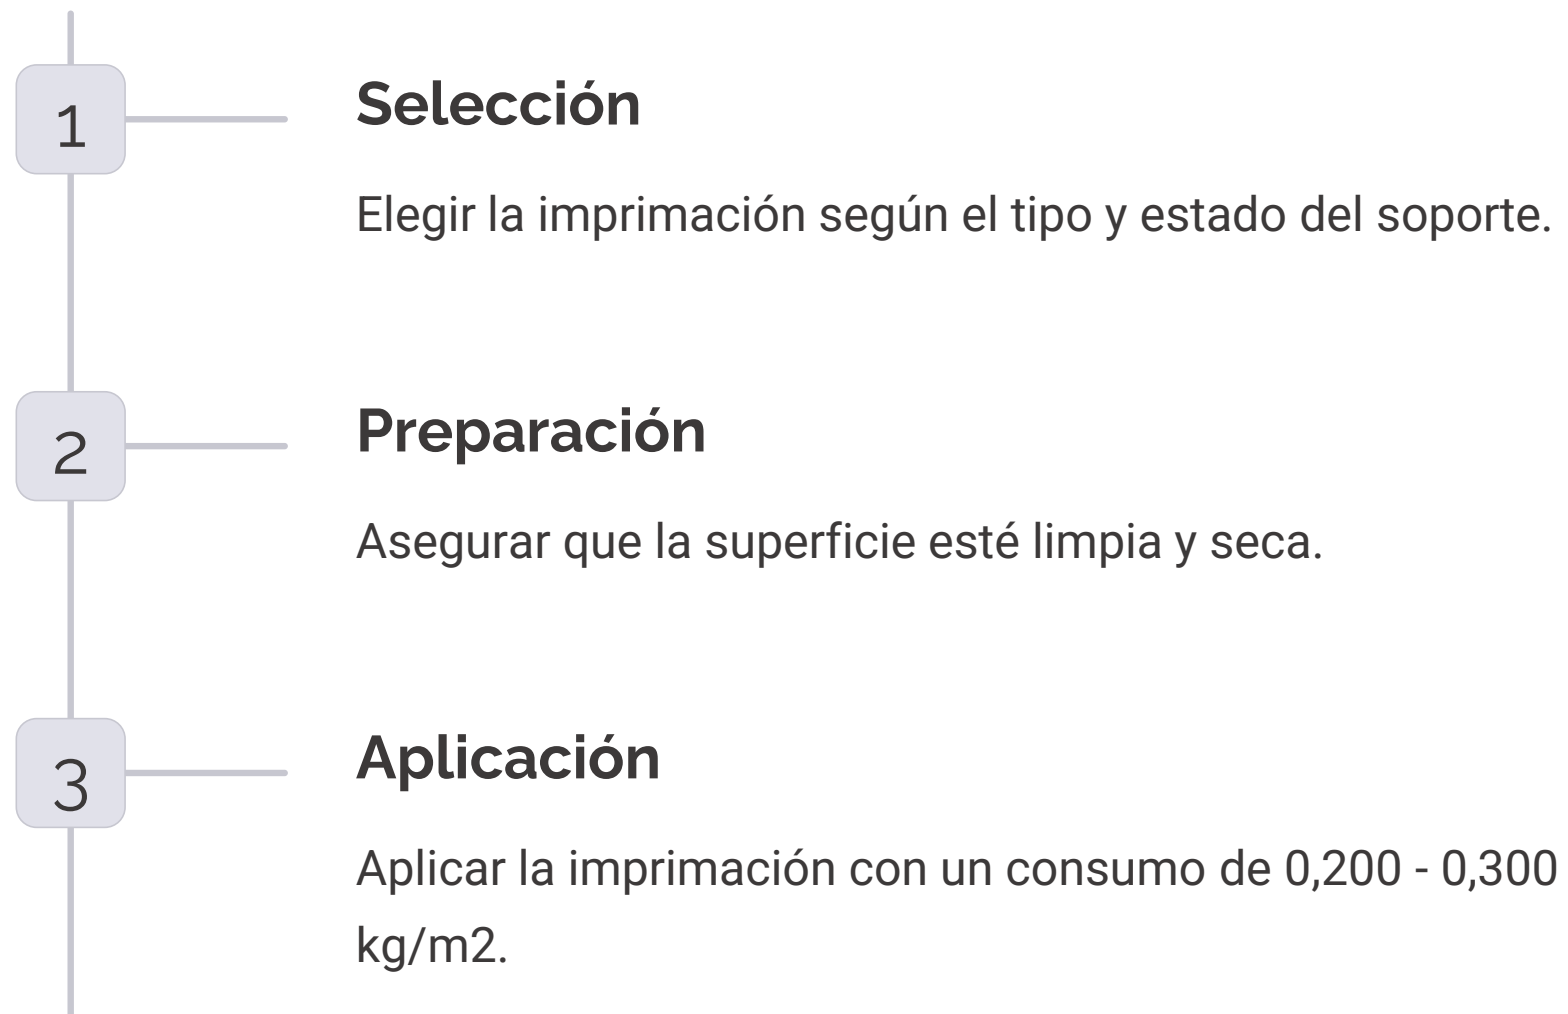 1
Selección
Elegir la imprimación según el tipo y estado del soporte.
2
Preparación
Asegurar que la superficie esté limpia y seca.
3
Aplicación
Aplicar la imprimación con un consumo de 0,200 - 0,300
kg/m2.